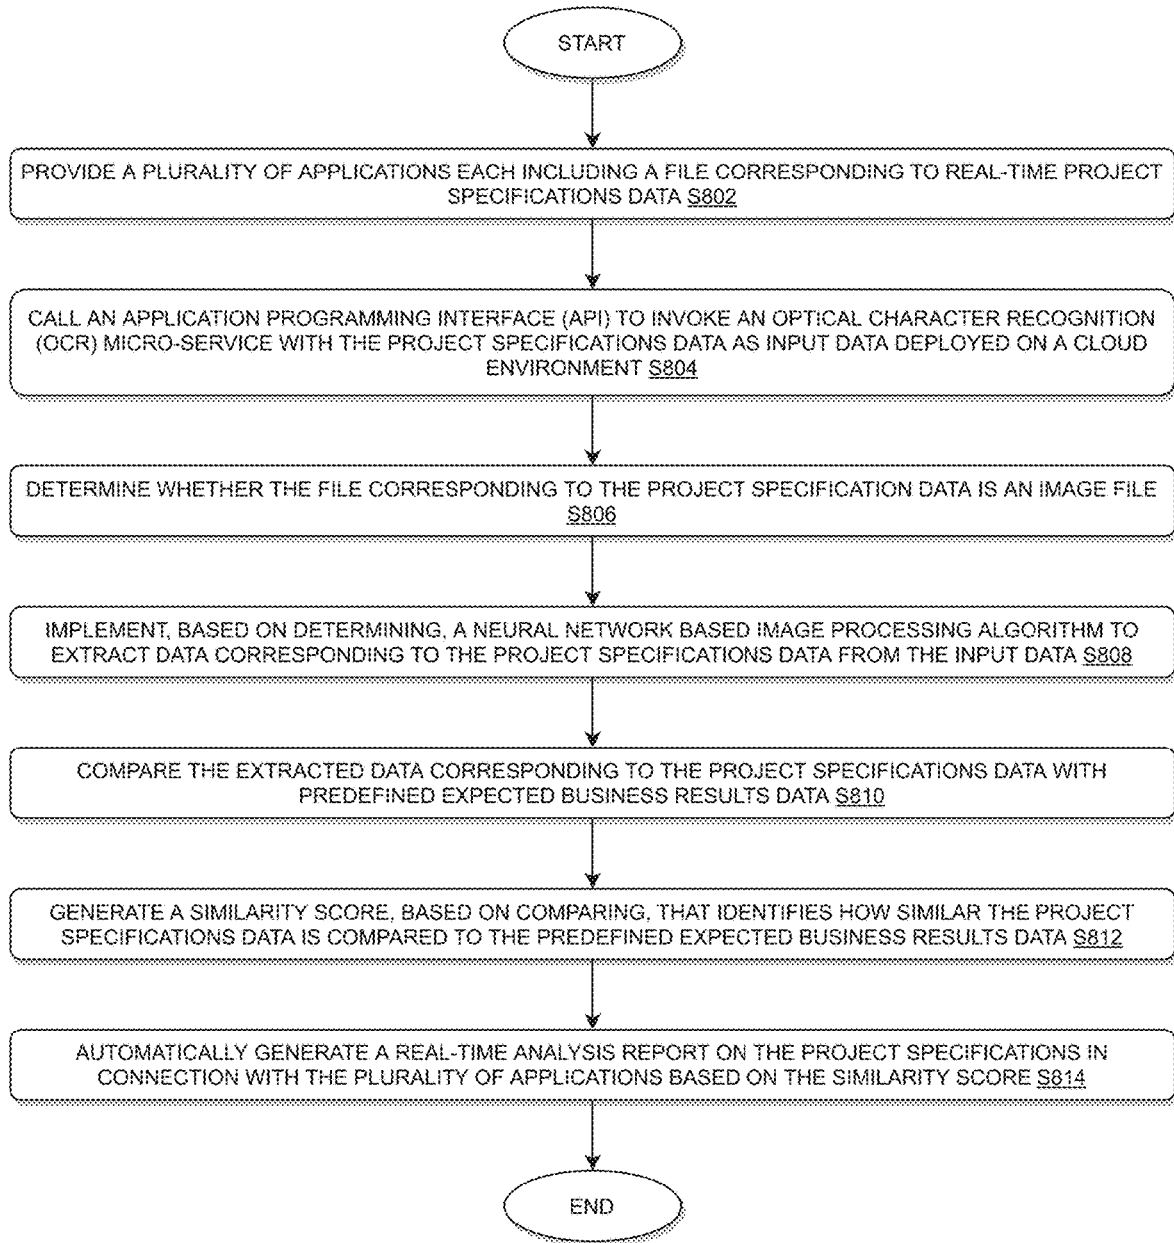 START
PROVIDE A PLURALITY OF APPLICATIONS EACH INCLUDING A FILE CORRESPONDING TO REAL-TIME PROJECT
SPECIFICATIONS DATA S802
CALL AN APPLICATION PROGRAMMING INTERFACE (API) TO INVOKE AN OPTICAL CHARACTER RECOGNITION
(OCR) MICRO-SERVICE WITH THE PROJECT SPECIFICATIONS DATA AS INPUT DATA DEPLOYED ON A CLOUD
ENVIRONMENT S804
DETERMINE WHETHER THE FILE CORRESPONDING TO THE PROJECT SPECIFICATION DATA IS AN IMAGE FILE
S806
IMPLEMENT, BASED ON DETERMINING, A NEURAL NETWORK BASED IMAGE PROCESSING ALGORITHM TO
EXTRACT DATA CORRESPONDING TO THE PROJECT SPECIFICATIONS DATA FROM THE INPUT DATA S808
COMPARE THE EXTRACTED DATA CORRESPONDING TO THE PROJECT SPECIFICATIONS DATA WITH
PREDEFINED EXPECTED BUSINESS RESULTS DATA S810
GENERATE A SIMILARITY SCORE, BASED ON COMPARING, THAT IDENTIFIES HOW SIMILAR THE PROJECT
SPECIFICATIONS DATA IS COMPARED TO THE PREDEFINED EXPECTED BUSINESS RESULTS DATA S812
AUTOMATICALLY GENERATE A REAL-TIME ANALYSIS REPORT ON THE PROJECT SPECIFICATIONS IN
CONNECTION WITH THE PLURALITY OF APPLICATIONS BASED ON THE SIMILARITY SCORE S814
END